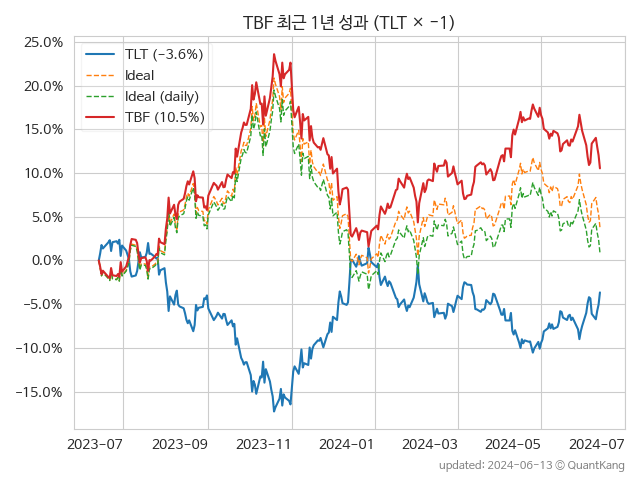 TBF 최근 1년 성과 (TLT × −1)
25.0%
20.0%
15.0%
10.0%
5.0%
0.0%
−5.0%
−10.0%
−15.0%
TLT (−3.6%)
Ideal
Ideal (daily)
TBF (10.5%)
2023-07 2023-09 2023-11 2024-01 2024-03 2024-05 2024-07
updated: 2024-06-13 ⓒ QuantKang